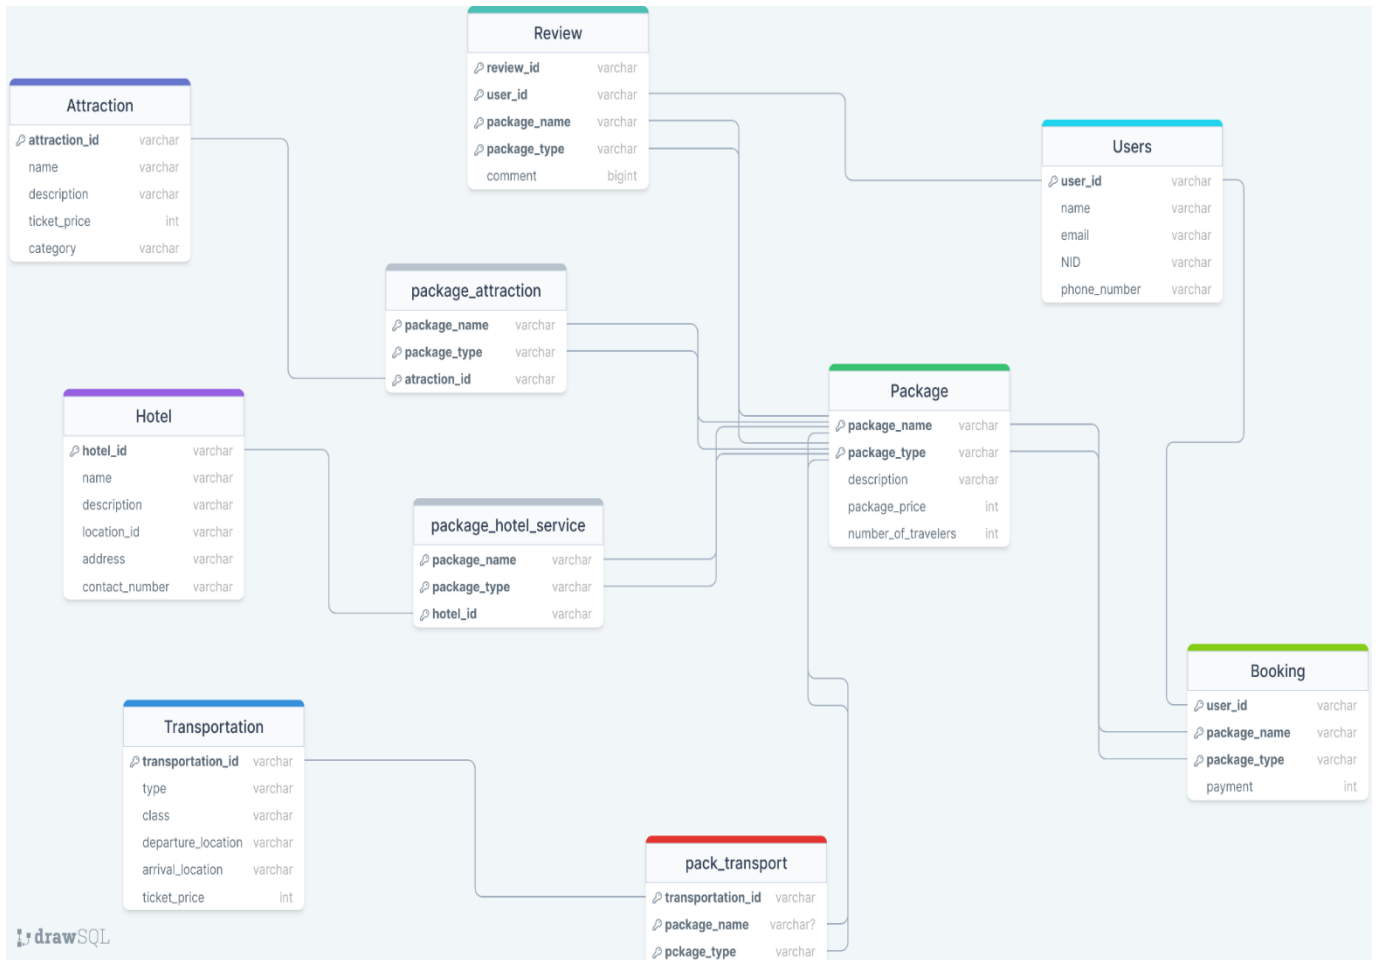 Review
review_id varchar
user_id varchar
package_name varchar
package_type varchar
comment bigint
Attraction
attraction_id varchar
name varchar
description varchar
ticket_price int
category varchar
Users
user_id varchar
name varchar
email varchar
NID varchar
phone_number varchar
package_attraction
package_name varchar
package_type varchar
atraction_id varchar
Package
package_name varchar
package_type varchar
description varchar
package_price int
number_of_travelers int
Hotel
hotel_id varchar
name varchar
description varchar
location_id varchar
address varchar
contact_number varchar
package_hotel_service
package_name varchar
package_type varchar
hotel_id varchar
Booking
user_id varchar
package_name varchar
package_type varchar
payment int
Transportation
transportation_id varchar
type varchar
class varchar
departure_location varchar
arrival_location varchar
ticket_price int
pack_transport
transportation_id varchar
package_name varchar?
pckage_type varchar
drawSQL